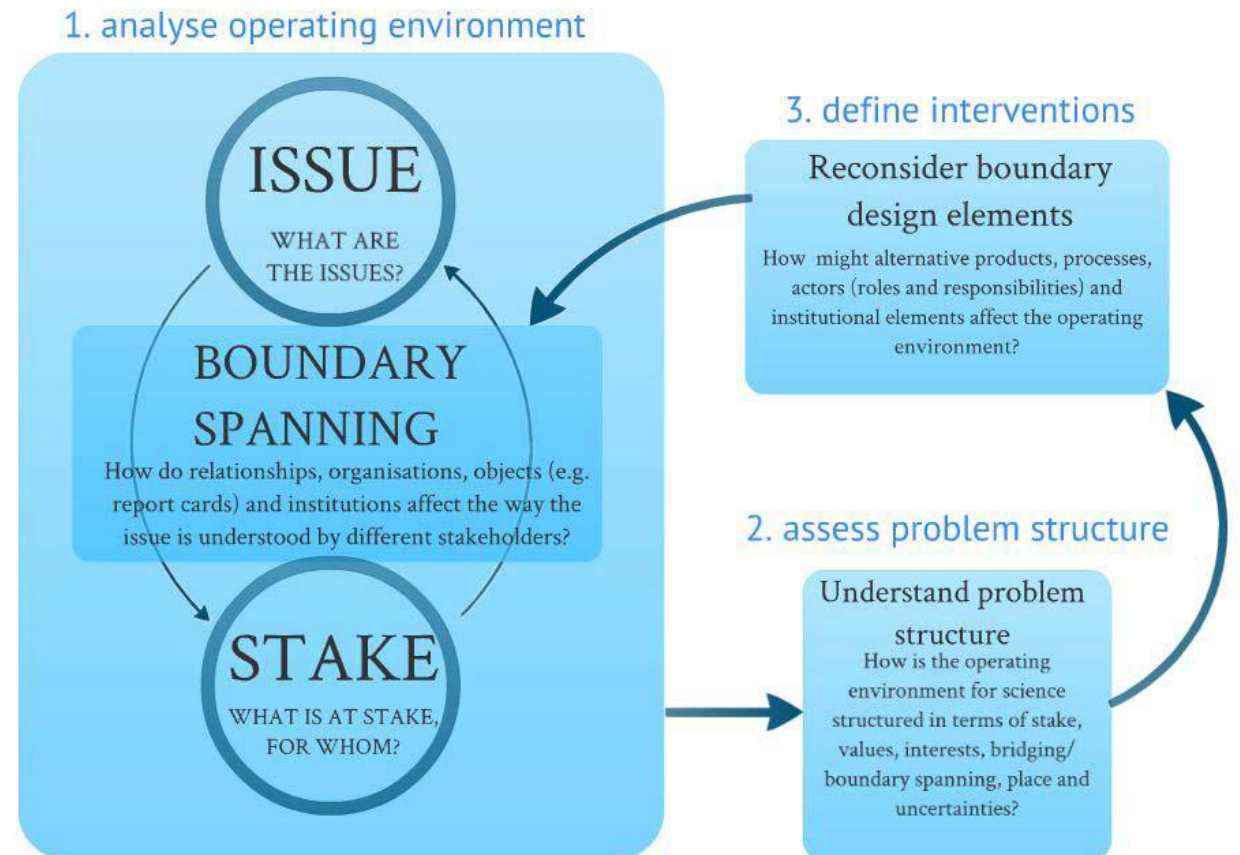 1. analyse operating environment
ISSUE
WHAT ARE
THE ISSUES?
BOUNDARY
SPANNING
How do relationships, organisations, objects (e.g.
report cards) and institutions affect the way the
issue is understood by different stakeholders?
STAKE
WHAT IS AT STAKE,
FOR WHOM?
2. assess problem structure
Understand problem
structure
How is the operating
environment for science
structured in terms of stake,
values, interests, bridging/
boundary spanning, place and
uncertainties?
3. define interventions
Reconsider boundary
design elements
How might alternative products, processes,
actors (roles and responsibilities) and
institutional elements affect the operating
environment?